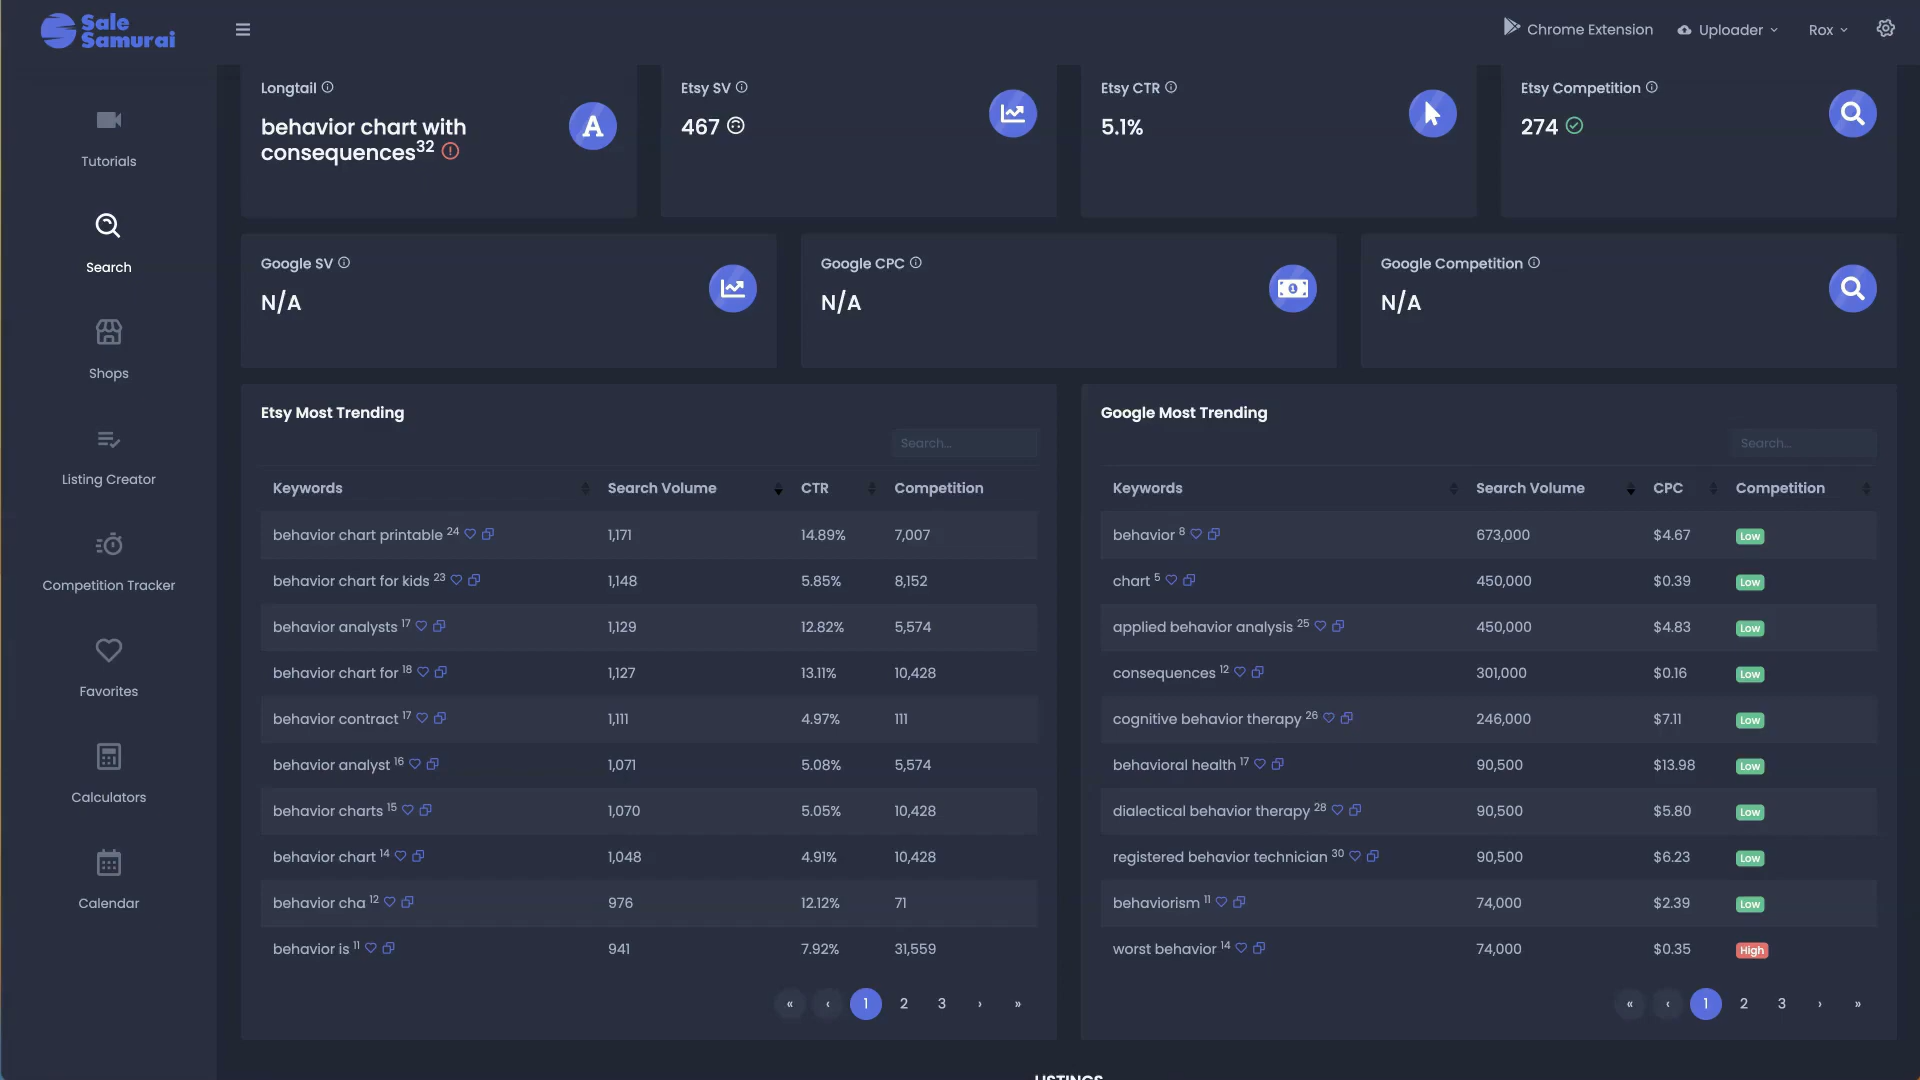 Sale
Samurai
Chrome Extension
Uploader
Rox
Tutorials
Search
Shops
Listing Creator
Competition Tracker
Favorites
Calculators
Calendar
Longtail
behavior chart with
consequences32
A
Etsy SV
467
Etsy CTR
5.1%
Etsy Competition
274
Google SV
N/A
Google CPC
N/A
Google Competition
N/A
Etsy Most Trending
Search...
Keywords Search Volume CTR Competition
behavior chart printable 24 1,171 14.89% 7,007
behavior chart for kids 23 1,148 5.85% 8,152
behavior analysts 17 1,129 12.82% 5,574
behavior chart for 18 1,127 13.11% 10,428
behavior contract 17 1,111 4.97% 111
behavior analyst 16 1,071 5.08% 5,574
behavior charts 15 1,070 5.05% 10,428
behavior chart 14 1,048 4.91% 10,428
behavior cha 12 976 12.12% 71
behavior is 11 941 7.92% 31,559
« ‹ 1 2 3 › »
Google Most Trending
Search...
Keywords Search Volume CPC Competition
behavior 8 673,000 $4.67 Low
chart 5 450,000 $0.39 Low
applied behavior analysis 25 450,000 $4.83 Low
consequences 12 301,000 $0.16 Low
cognitive behavior therapy 26 246,000 $7.11 Low
behavioral health 17 90,500 $13.98 Low
dialectical behavior therapy 28 90,500 $5.80 Low
registered behavior technician 30 90,500 $6.23 Low
behaviorism 11 74,000 $2.39 Low
worst behavior 14 74,000 $0.35 High
« ‹ 1 2 3 › »
LISTINGS